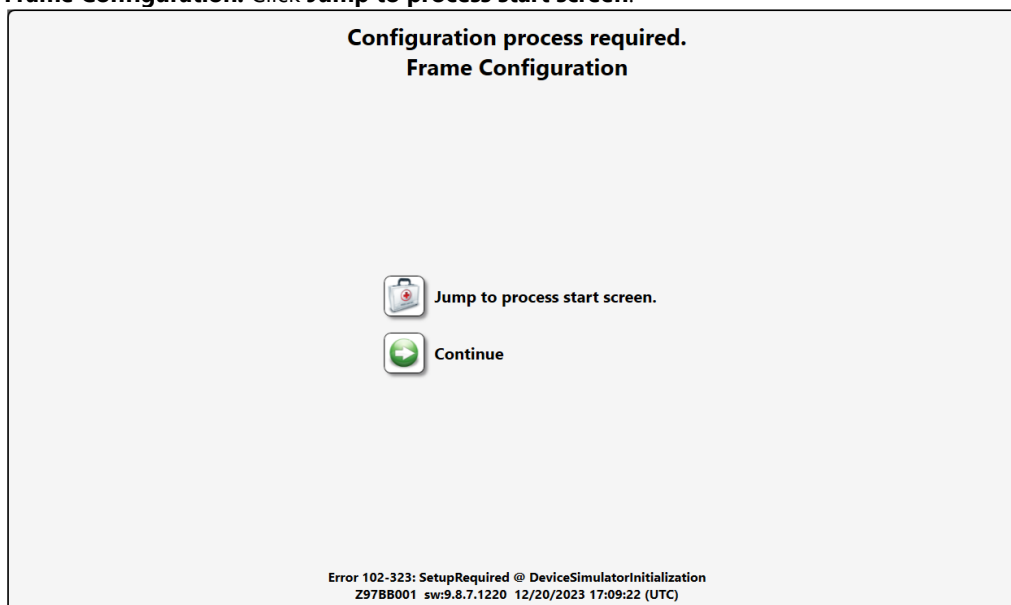 Frame Configuration. Click Jump to process start screen.
Configuration process required.
Frame Configuration
Jump to process start screen.
Continue
Error 102-323: SetupRequired @ DeviceSimulatorInitialization
Z97BB001 sw:9.8.7.1220 12/20/2023 17:09:22 (UTC)